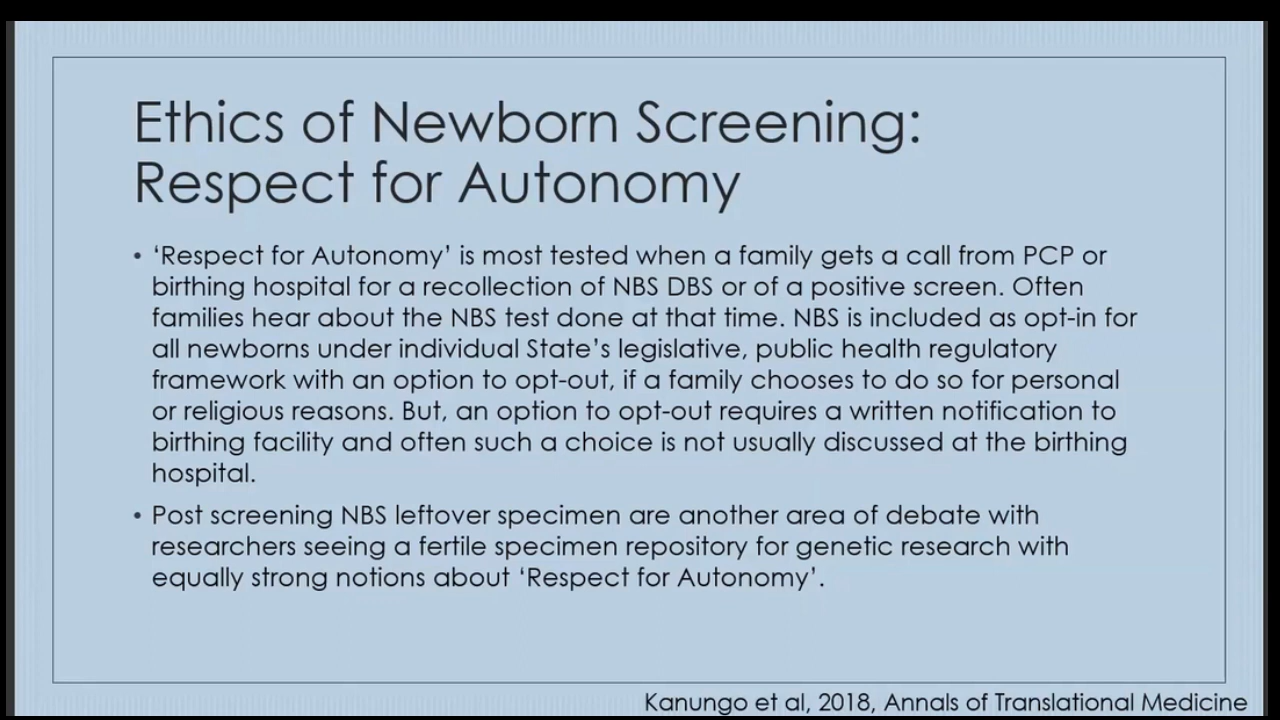 Ethics of Newborn Screening:
Respect for Autonomy
• ‘Respect for Autonomy’ is most tested when a family gets a call from PCP or
birthing hospital for a recollection of NBS DBS or of a positive screen. Often
families hear about the NBS test done at that time. NBS is included as opt-in for
all newborns under individual State’s legislative, public health regulatory
framework with an option to opt-out, if a family chooses to do so for personal
or religious reasons. But, an option to opt-out requires a written notification to
birthing facility and often such a choice is not usually discussed at the birthing
hospital.
• Post screening NBS leftover specimen are another area of debate with
researchers seeing a fertile specimen repository for genetic research with
equally strong notions about ‘Respect for Autonomy’.
Kanungo et al, 2018, Annals of Translational Medicine